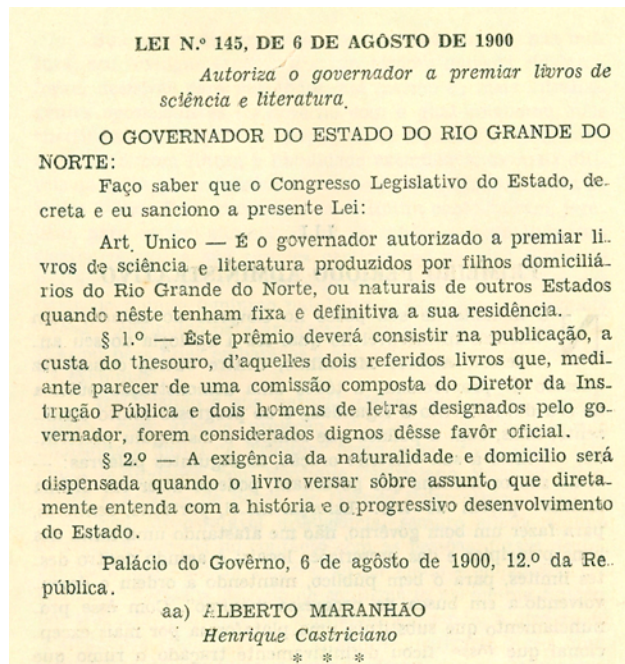 LEI N.º 145, DE 6 DE AGÔSTO DE 1900
Autoriza o governador a premiar livros de
sciência e literatura.
O GOVERNADOR DO ESTADO DO RIO GRANDE DO
NORTE:
Faço saber que o Congresso Legislativo do Estado, de-
creta e eu sanciono a presente Lei:
Art. Unico — É o governador autorizado a premiar li-
vros de sciência e literatura produzidos por filhos domiciliá-
rios do Rio Grande do Norte, ou naturais de outros Estados
quando nêste tenham fixa e definitiva a sua residência.
§ 1.º — Êste prêmio deverá consistir na publicação, a
custa do thesouro, d'aquelles dois referidos livros que, medi-
ante parecer de uma comissão composta do Diretor da Ins-
trução Pública e dois homens de letras designados pelo go-
vernador, forem considerados dignos dêsse favôr oficial.
§ 2.º — A exigência da naturalidade e domicilio será
dispensada quando o livro versar sôbre assunto que direta-
mente entenda com a história e o progressivo desenvolvimento
do Estado.
Palácio do Govêrno, 6 de agôsto de 1900, 12.º da Re-
pública.
aa) ALBERTO MARANHÃO
Henrique Castriciano
* * *